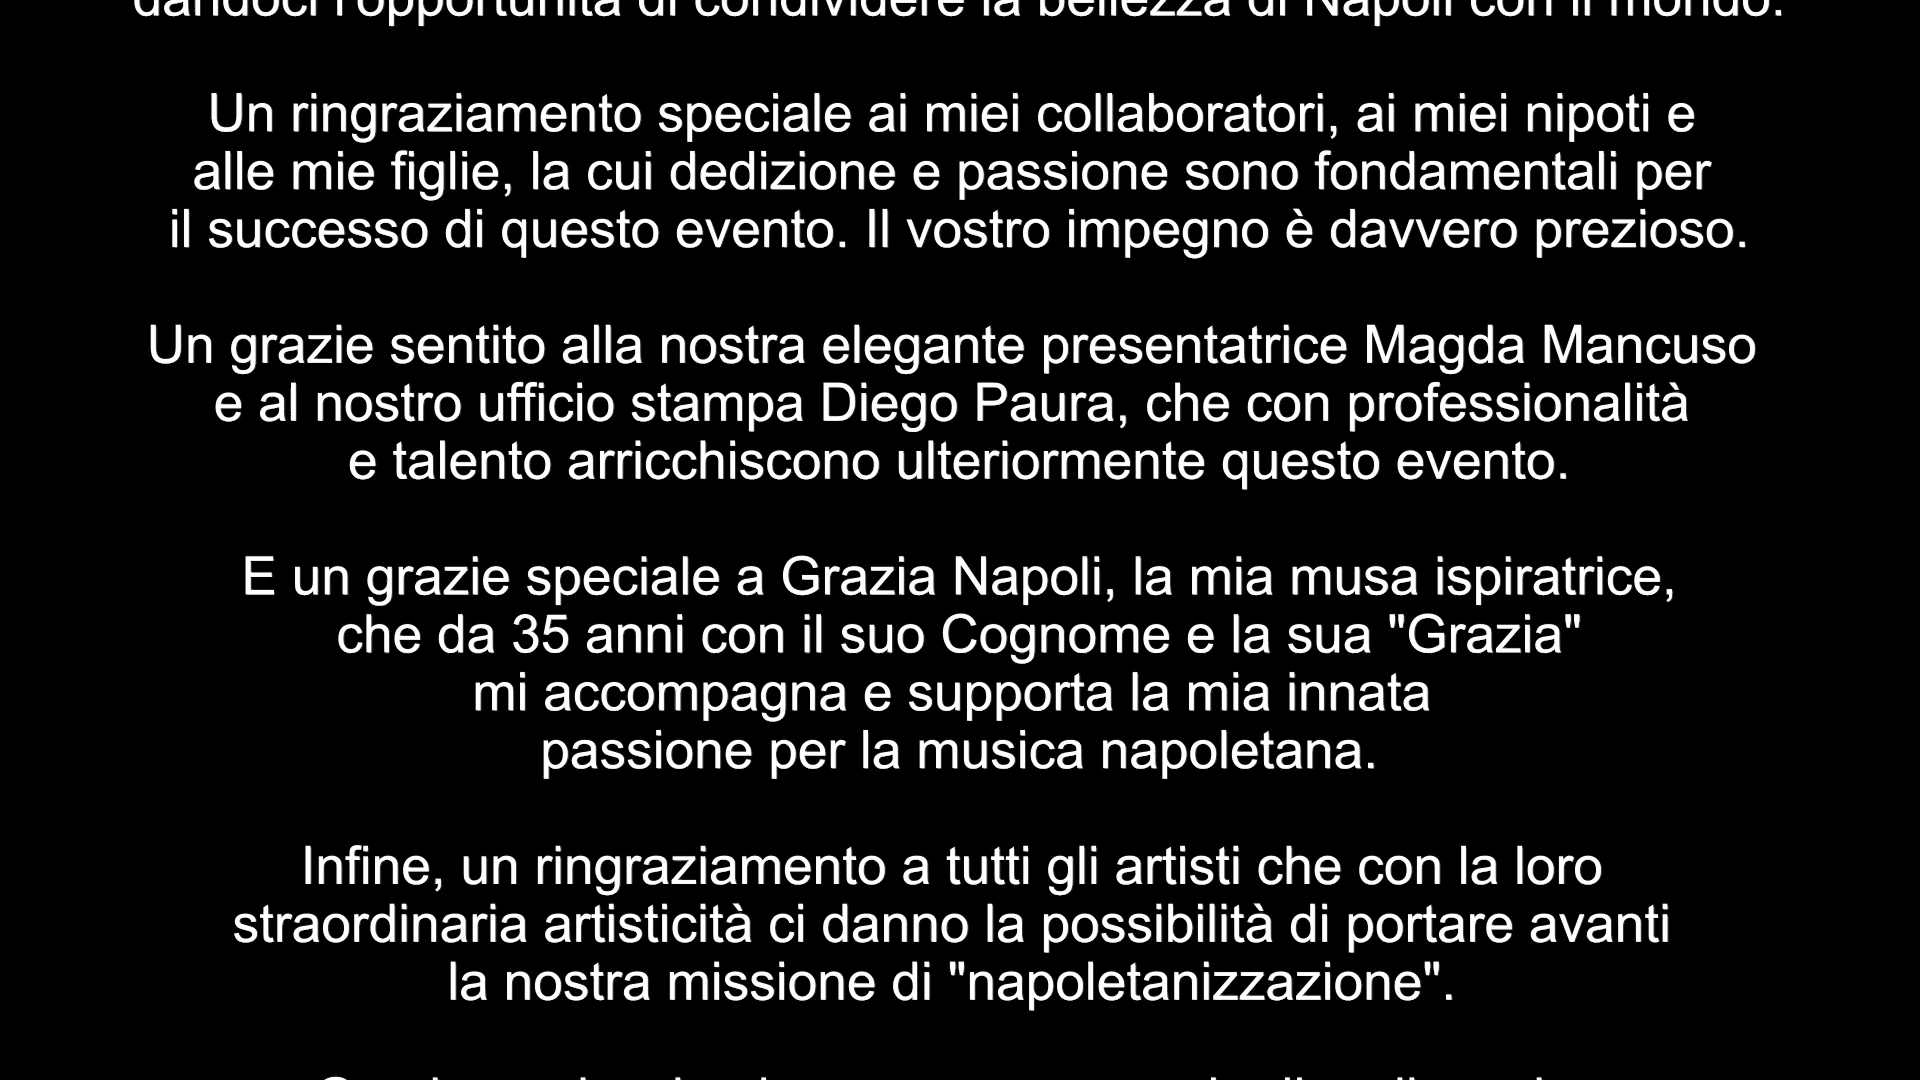 dandoci l'opportunità di condividere la bellezza di Napoli con il mondo.
Un ringraziamento speciale ai miei collaboratori, ai miei nipoti e
alle mie figlie, la cui dedizione e passione sono fondamentali per
il successo di questo evento. Il vostro impegno è davvero prezioso.
Un grazie sentito alla nostra elegante presentatrice Magda Mancuso
e al nostro ufficio stampa Diego Paura, che con professionalità
e talento arricchiscono ulteriormente questo evento.
E un grazie speciale a Grazia Napoli, la mia musa ispiratrice,
che da 35 anni con il suo Cognome e la sua "Grazia"
mi accompagna e supporta la mia innata
passione per la musica napoletana.
Infine, un ringraziamento a tutti gli artisti che con la loro
straordinaria artisticità ci danno la possibilità di portare avanti
la nostra missione di "napoletanizzazione".